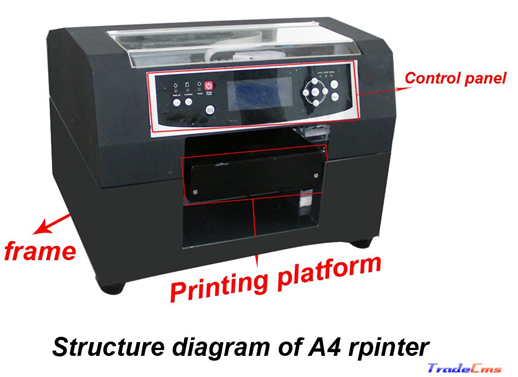 Control panel
frame
Printing platform
Structure diagram of A4 rpinter
TradeCms